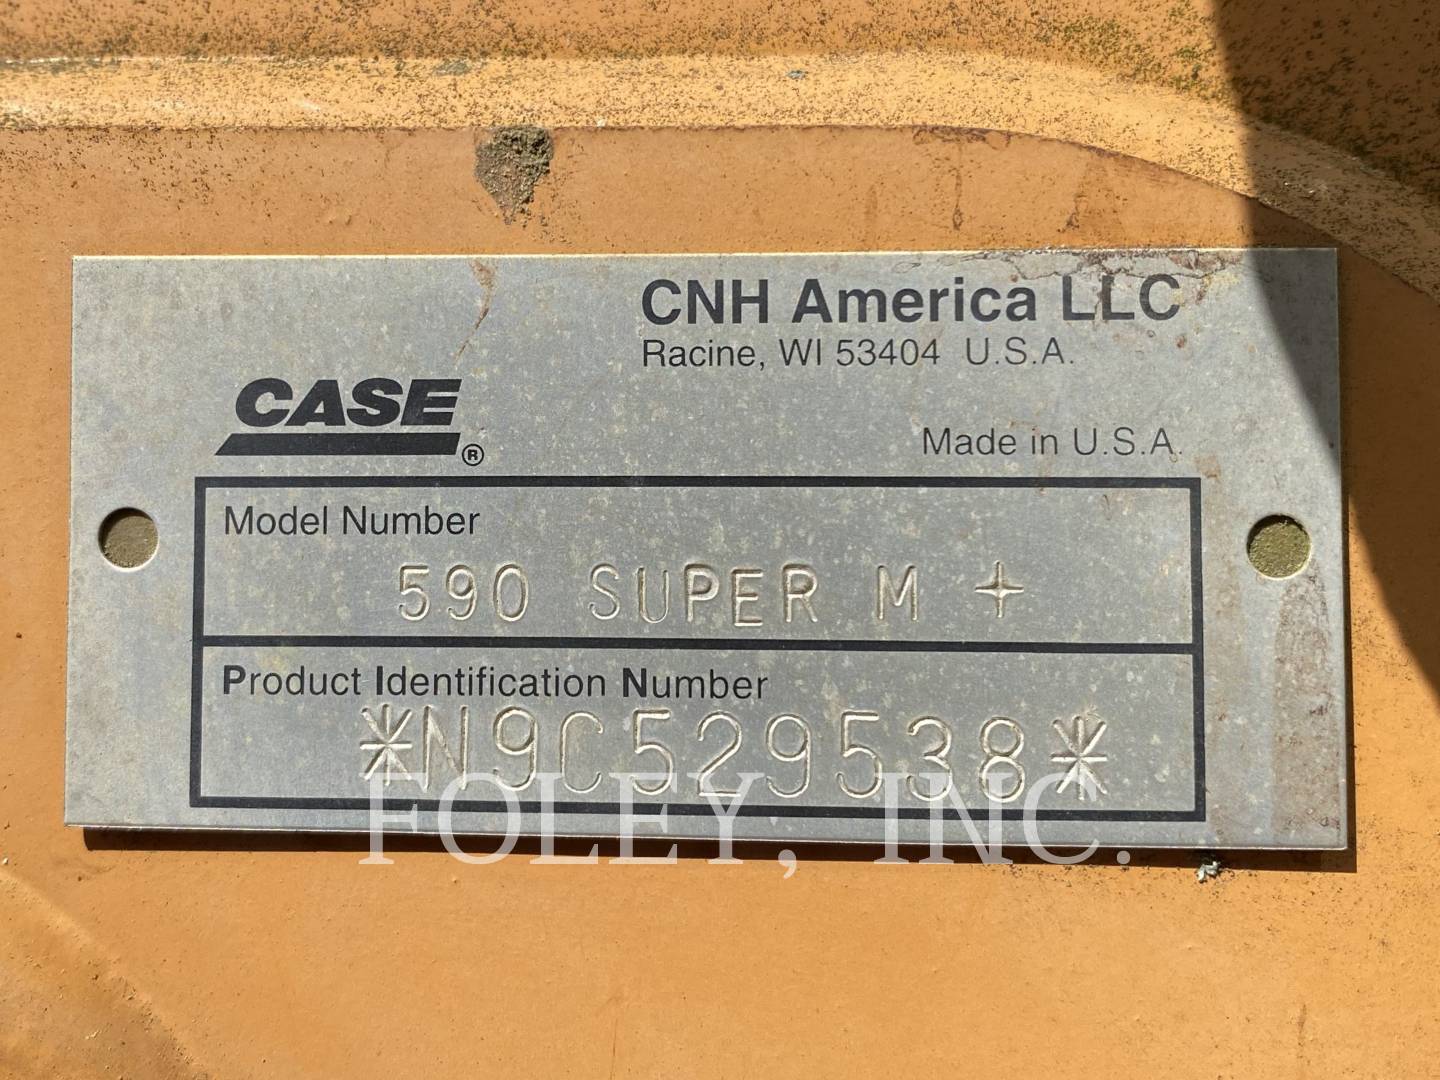 CNH America LLC
Racine, WI 53404 U.S.A.
CASE®
Made in U.S.A.
Model Number
590 SUPER M +
Product Identification Number
*N9C529538*
FOLEY, INC.